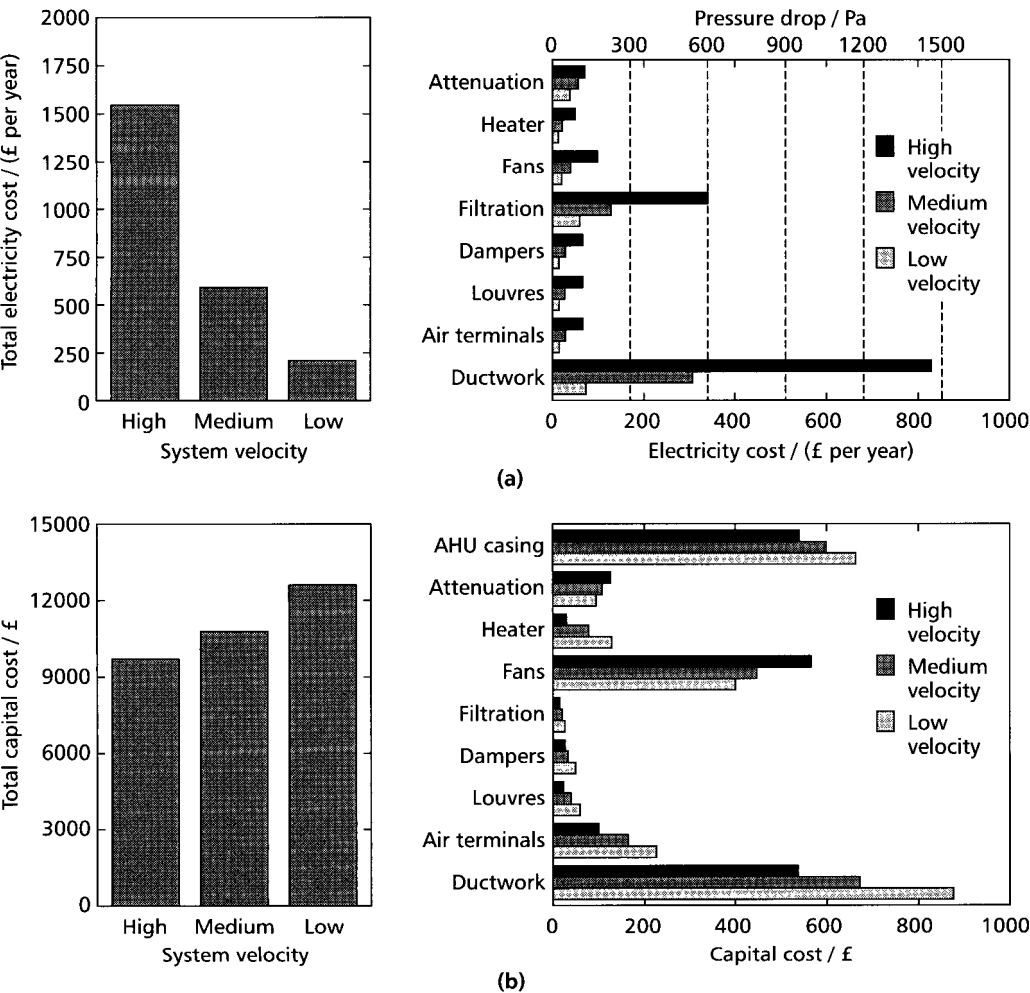 Total electricity cost / (£ per year)
2000
1750
1500
1250
1000
750
500
250
0
High Medium Low
System velocity
Pressure drop / Pa
0 300 600 900 1200 1500
Attenuation
Heater
Fans
Filtration
Dampers
Louvres
Air terminals
Ductwork
High
velocity
Medium
velocity
Low
velocity
0 200 400 600 800 1000
Electricity cost / (£ per year)
(a)
Total capital cost / £
15000
12000
9000
6000
3000
0
High Medium Low
System velocity
AHU casing
Attenuation
Heater
Fans
Filtration
Dampers
Louvres
Air terminals
Ductwork
High
velocity
Medium
velocity
Low
velocity
0 200 400 600 800 1000
Capital cost / £
(b)